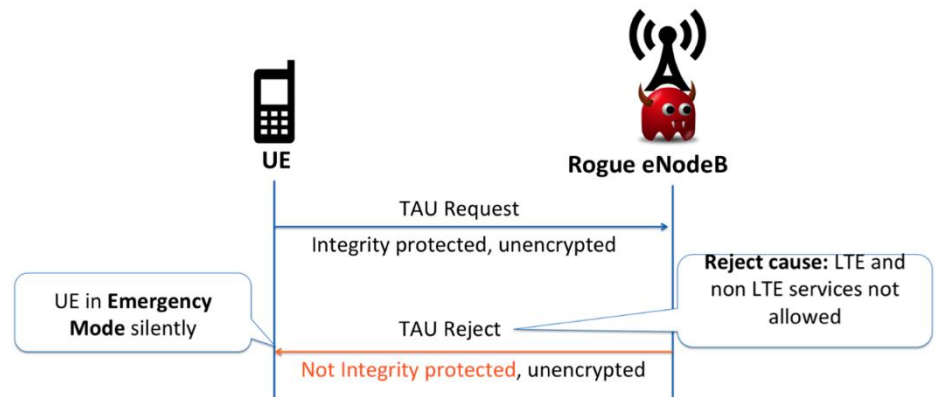 UE
Rogue eNodeB
TAU Request
Integrity protected, unencrypted
Reject cause: LTE and
non LTE services not
allowed
UE in Emergency
Mode silently
TAU Reject
Not Integrity protected, unencrypted